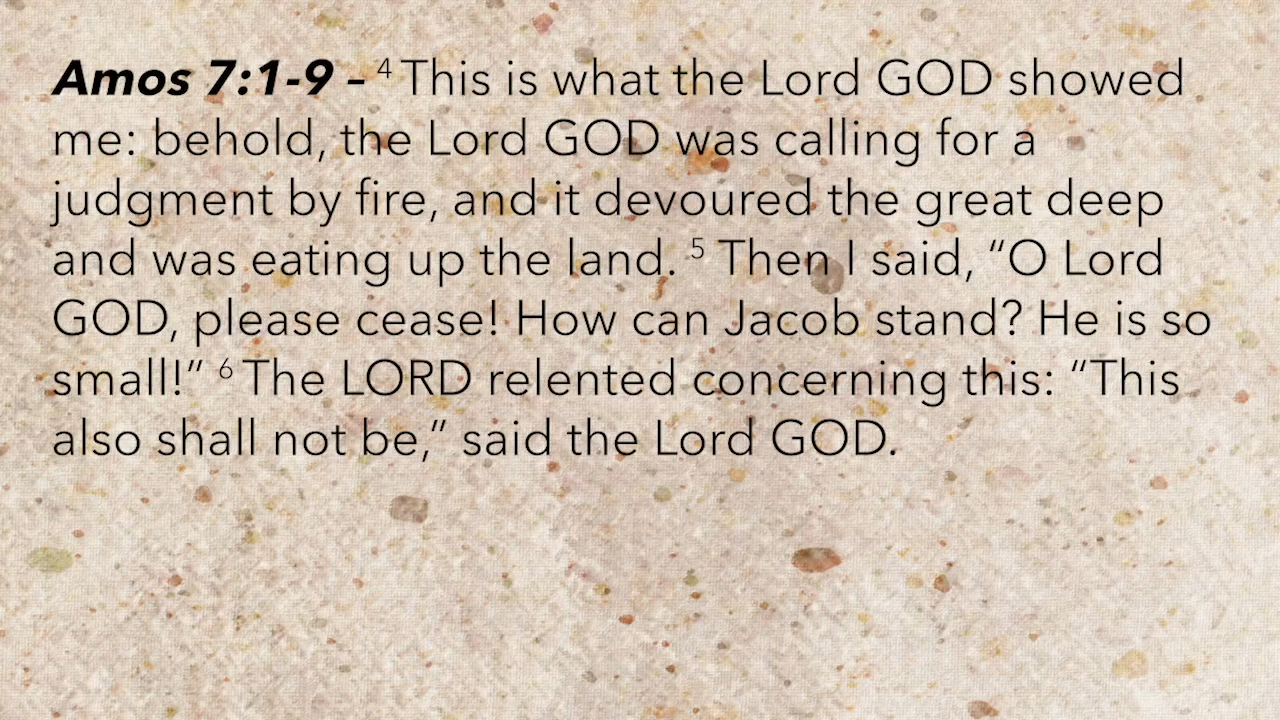 Amos 7:1-9 – 4 This is what the Lord GOD showed
me: behold, the Lord GOD was calling for a
judgment by fire, and it devoured the great deep
and was eating up the land. 5 Then I said, “O Lord
GOD, please cease! How can Jacob stand? He is so
small!” 6 The LORD relented concerning this: “This
also shall not be,” said the Lord GOD.